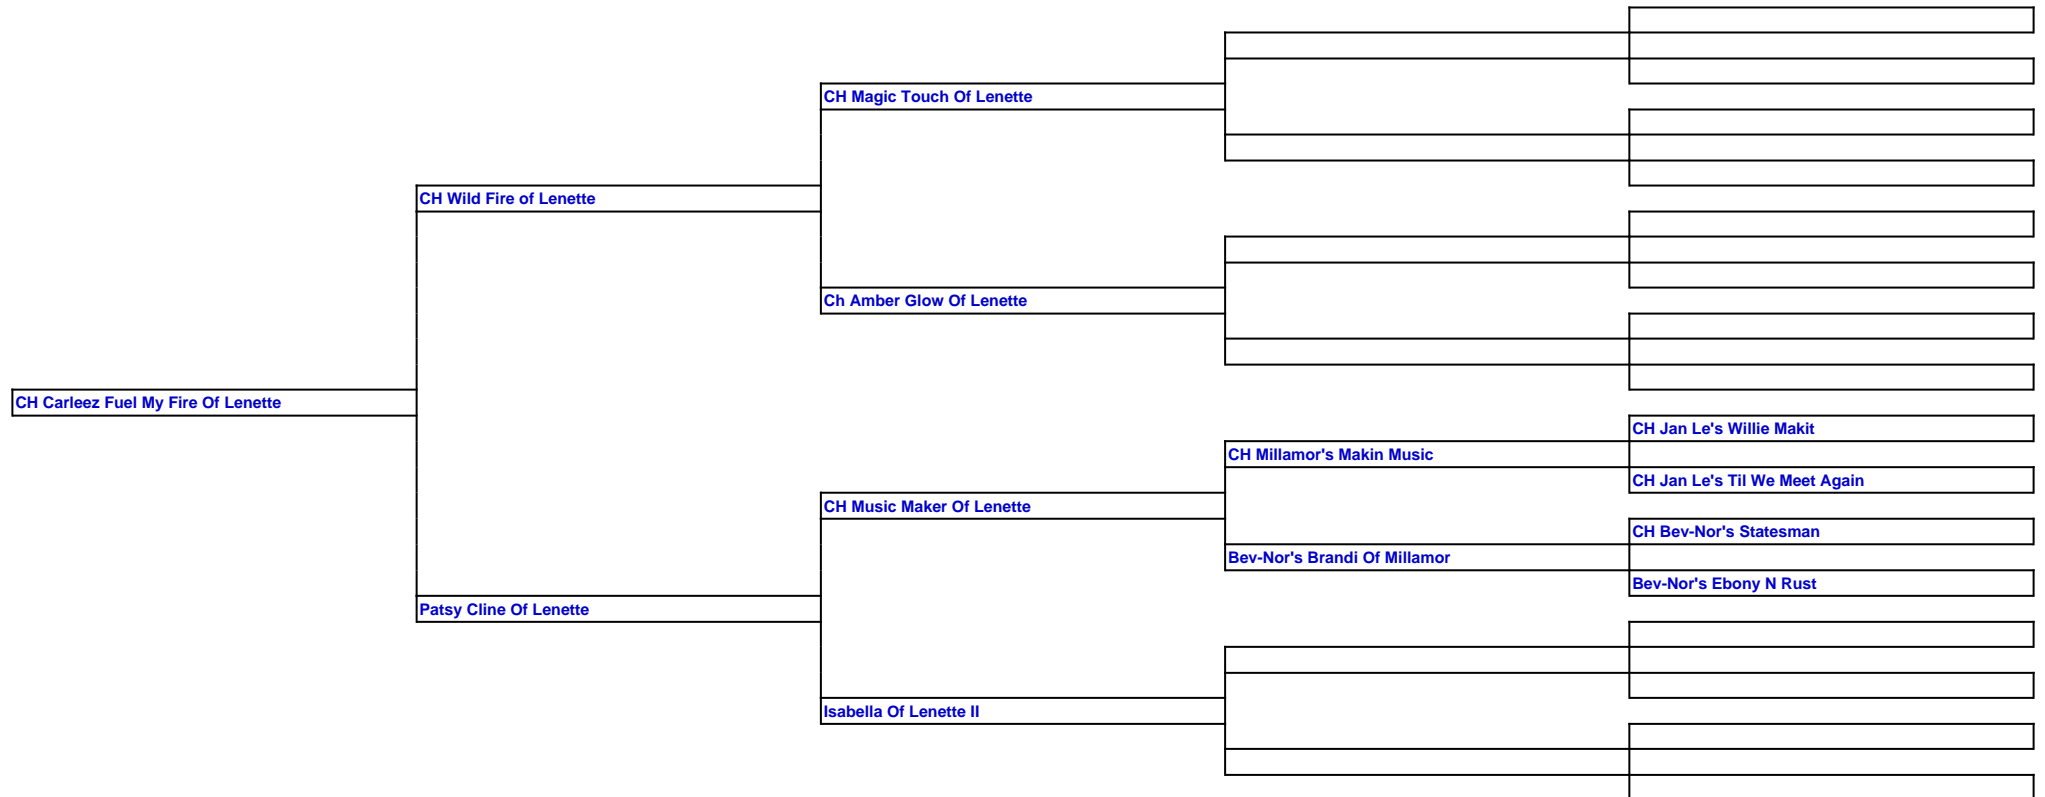 CH Magic Touch Of Lenette
CH Wild Fire of Lenette
Ch Amber Glow Of Lenette
CH Carleez Fuel My Fire Of Lenette
CH Jan Le's Willie Makit
CH Millamor's Makin Music
CH Jan Le's Til We Meet Again
CH Music Maker Of Lenette
CH Bev-Nor's Statesman
Bev-Nor's Brandi Of Millamor
Bev-Nor's Ebony N Rust
Patsy Cline Of Lenette
Isabella Of Lenette II